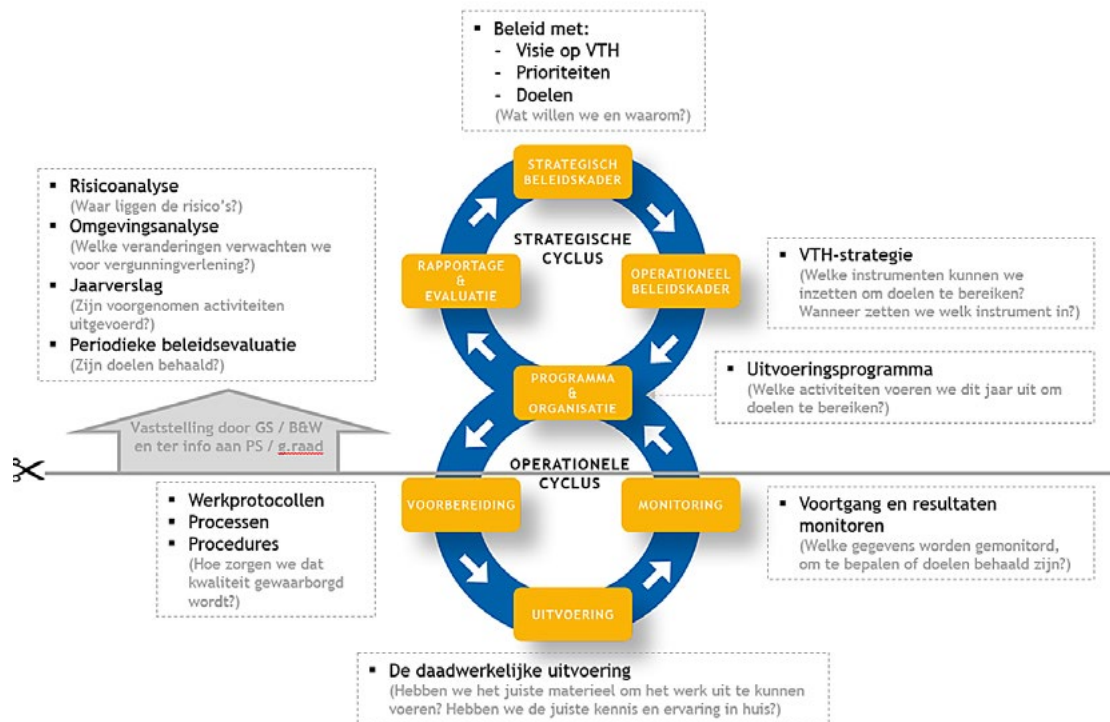 ▪ Beleid met:
- Visie op VTH
- Prioriteiten
- Doelen
(Wat willen we en waarom?)
▪ Risicoanalyse
(Waar liggen de risico's?)
▪ Omgevingsanalyse
(Welke veranderingen verwachten we
voor vergunningverlening?)
▪ Jaarverslag
(Zijn voorgenomen activiteiten
uitgevoerd?)
▪ Periodieke beleidsevaluatie
(Zijn doelen behaald?)
STRATEGISCH
BELEIDSKADER
STRATEGISCHE
CYCLUS
RAPPORTAGE
&
EVALUATIE
OPERATIONEEL
BELEIDSKADER
▪ VTH-strategie
(Welke instrumenten kunnen we
inzetten om doelen te bereiken?
Wanneer zetten we welk instrument in?)
PROGRAMMA
&
ORGANISATIE
▪ Uitvoeringsprogramma
(Welke activiteiten voeren we dit jaar uit om
doelen te bereiken?)
Vaststelling door GS / B&W
en ter info aan PS / g.raad
OPERATIONELE
CYCLUS
▪ Werkprotocollen
▪ Processen
▪ Procedures
(Hoe zorgen we dat
kwaliteit gewaarborgd
wordt?)
VOORBEREIDING
MONITORING
▪ Voortgang en resultaten
monitoren
(Welke gegevens worden gemonitord,
om te bepalen of doelen behaald zijn?)
UITVOERING
▪ De daadwerkelijke uitvoering
(Hebben we het juiste materieel om het werk uit te kunnen
voeren? Hebben we de juiste kennis en ervaring in huis?)